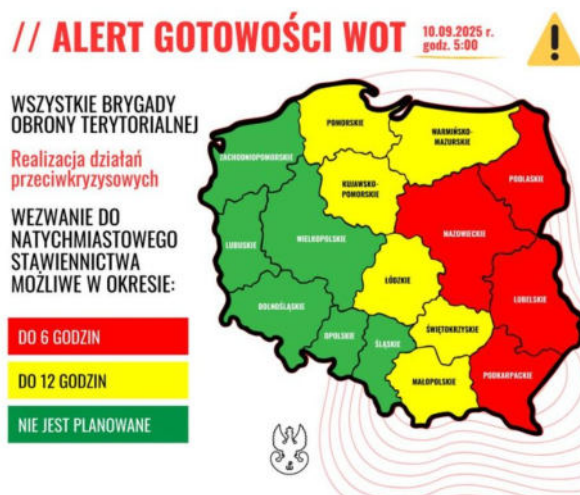 // ALERT GOTOWOŚCI WOT
10.09.2025 r.
godz. 5:00
WSZYSTKIE BRYGADY
OBRONY TERYTORIALNEJ
Realizacja działań
przeciwkryzysowych
WEZWANIE DO
NATYCHMIASTOWEGO
STAWIENNICTWA
MOŻLIWE W OKRESIE:
DO 6 GODZIN
DO 12 GODZIN
NIE JEST PLANOWANE
POMORSKIE
WARMIŃSKO-
MAZURSKIE
ZACHODNIOPOMORSKIE
PODLASKIE
KUJAWSKO-
POMORSKIE
MAZOWIECKIE
WIELKOPOLSKIE
LUBUSKIE
ŁÓDZKIE
LUBELSKIE
DOLNOŚLĄSKIE
ŚWIĘTOKRZYSKIE
OPOLSKIE
ŚLĄSKIE
PODKARPACKIE
MAŁOPOLSKIE